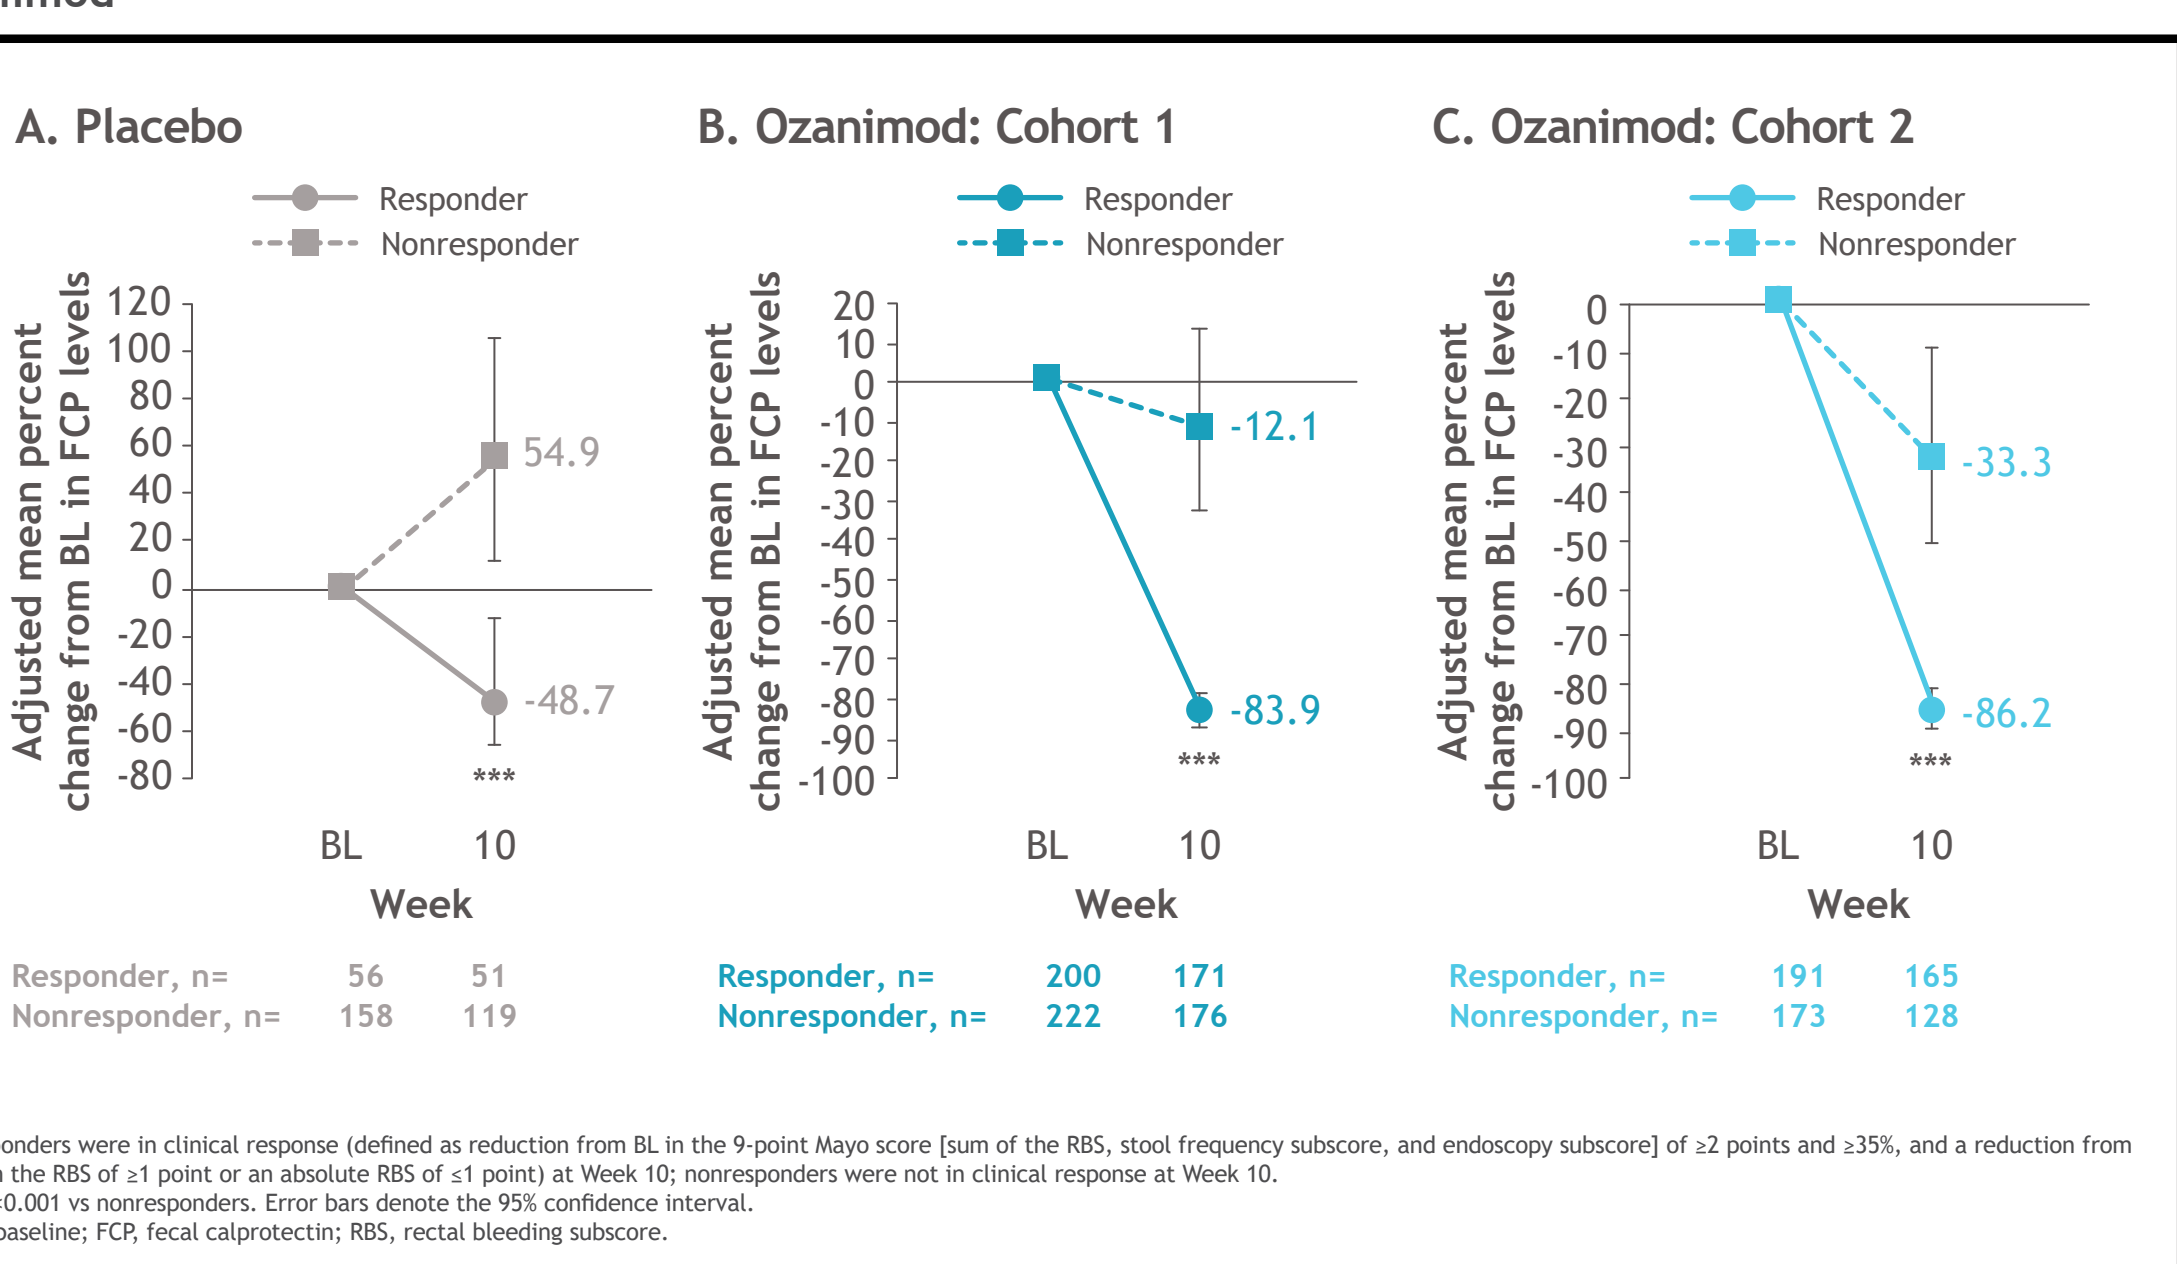 A. Placebo
Responder
Nonresponder
Adjusted mean percent
change from BL in FCP levels
120
100
80
60
40
20
0
-20
-40
-60
-80
54.9
-48.7
***
BL 10
Week
Responder, n= 56 51
Nonresponder, n= 158 119
B. Ozanimod: Cohort 1
Responder
Nonresponder
Adjusted mean percent
change from BL in FCP levels
20
10
0
-10
-20
-30
-40
-50
-60
-70
-80
-90
-100
-12.1
-83.9
***
BL 10
Week
Responder, n= 200 171
Nonresponder, n= 222 176
C. Ozanimod: Cohort 2
Responder
Nonresponder
Adjusted mean percent
change from BL in FCP levels
0
-10
-20
-30
-40
-50
-60
-70
-80
-90
-100
-33.3
-86.2
***
BL 10
Week
Responder, n= 191 165
Nonresponder, n= 173 128
onders were in clinical response (defined as reduction from BL in the 9-point Mayo score [sum of the RBS, stool frequency subscore, and endoscopy subscore] of ≥2 points and ≥35%, and a reduction from
the RBS of ≥1 point or an absolute RBS of ≤1 point) at Week 10; nonresponders were not in clinical response at Week 10.
0.001 vs nonresponders. Error bars denote the 95% confidence interval.
baseline; FCP, fecal calprotectin; RBS, rectal bleeding subscore.